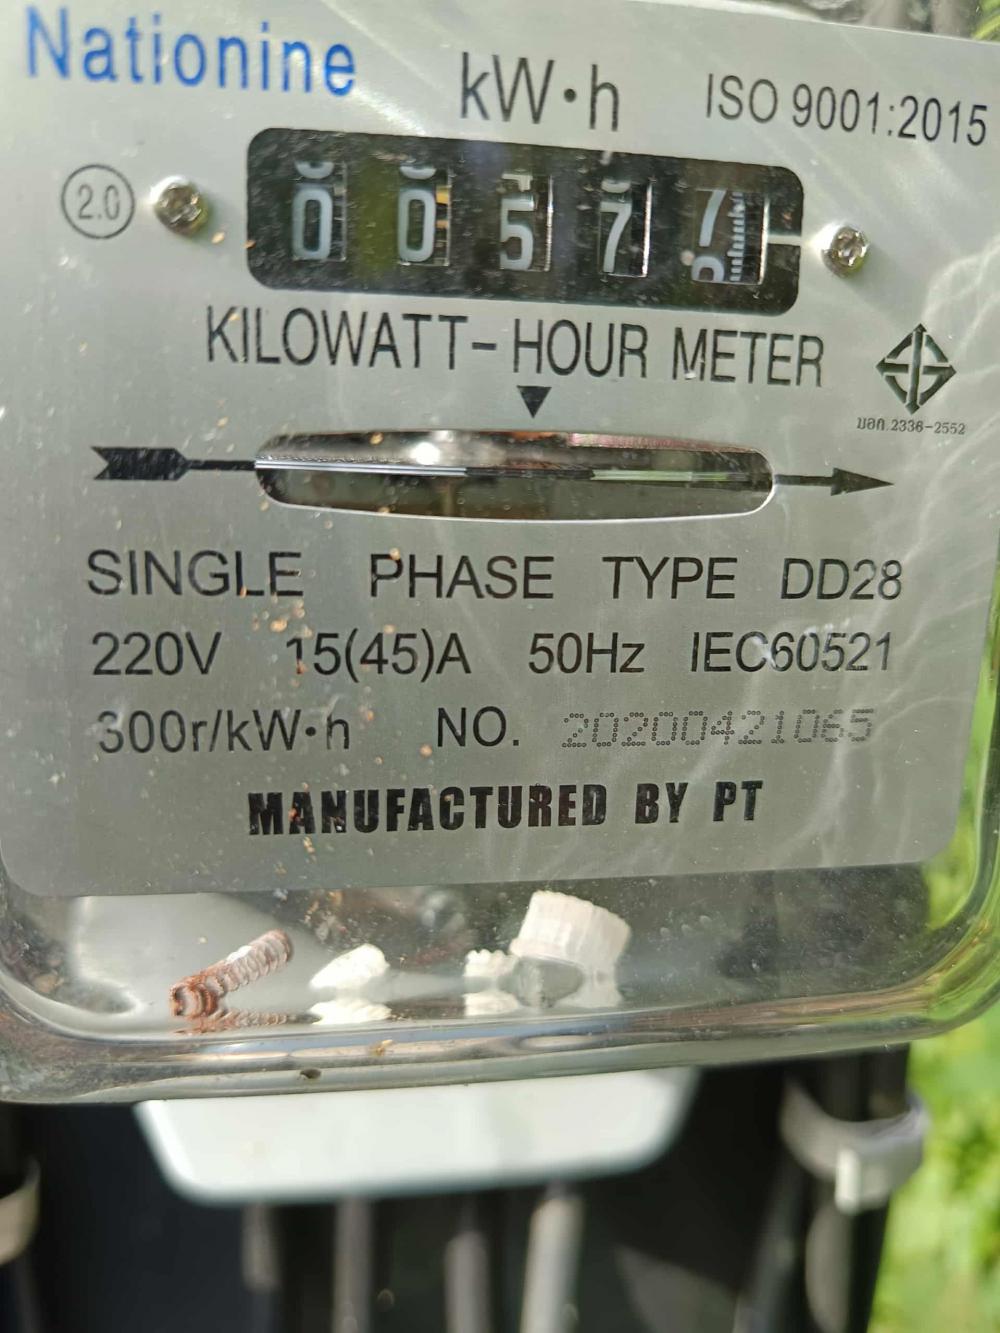 Nationine kW·h ISO 9001:2015
2.0
0 0 5 7 7
KILOWATT-HOUR METER
มอก. 2336-2552
SINGLE PHASE TYPE DD28
220V 15(45)A 50Hz IEC60521
300r/kW·h NO. 20200421065
MANUFACTURED BY PT